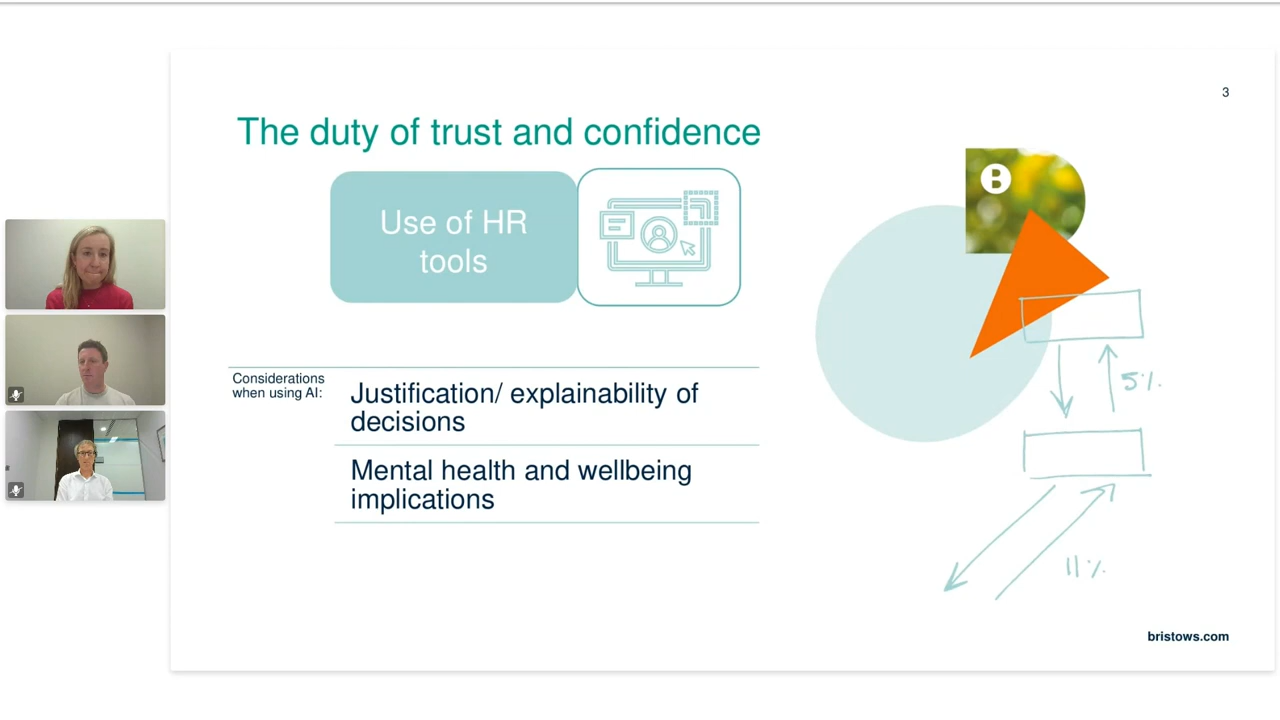 3
The duty of trust and confidence
Use of HR
tools
Considerations
when using AI:
Justification/ explainability of
decisions
Mental health and wellbeing
implications
5%.
11%
bristows.com